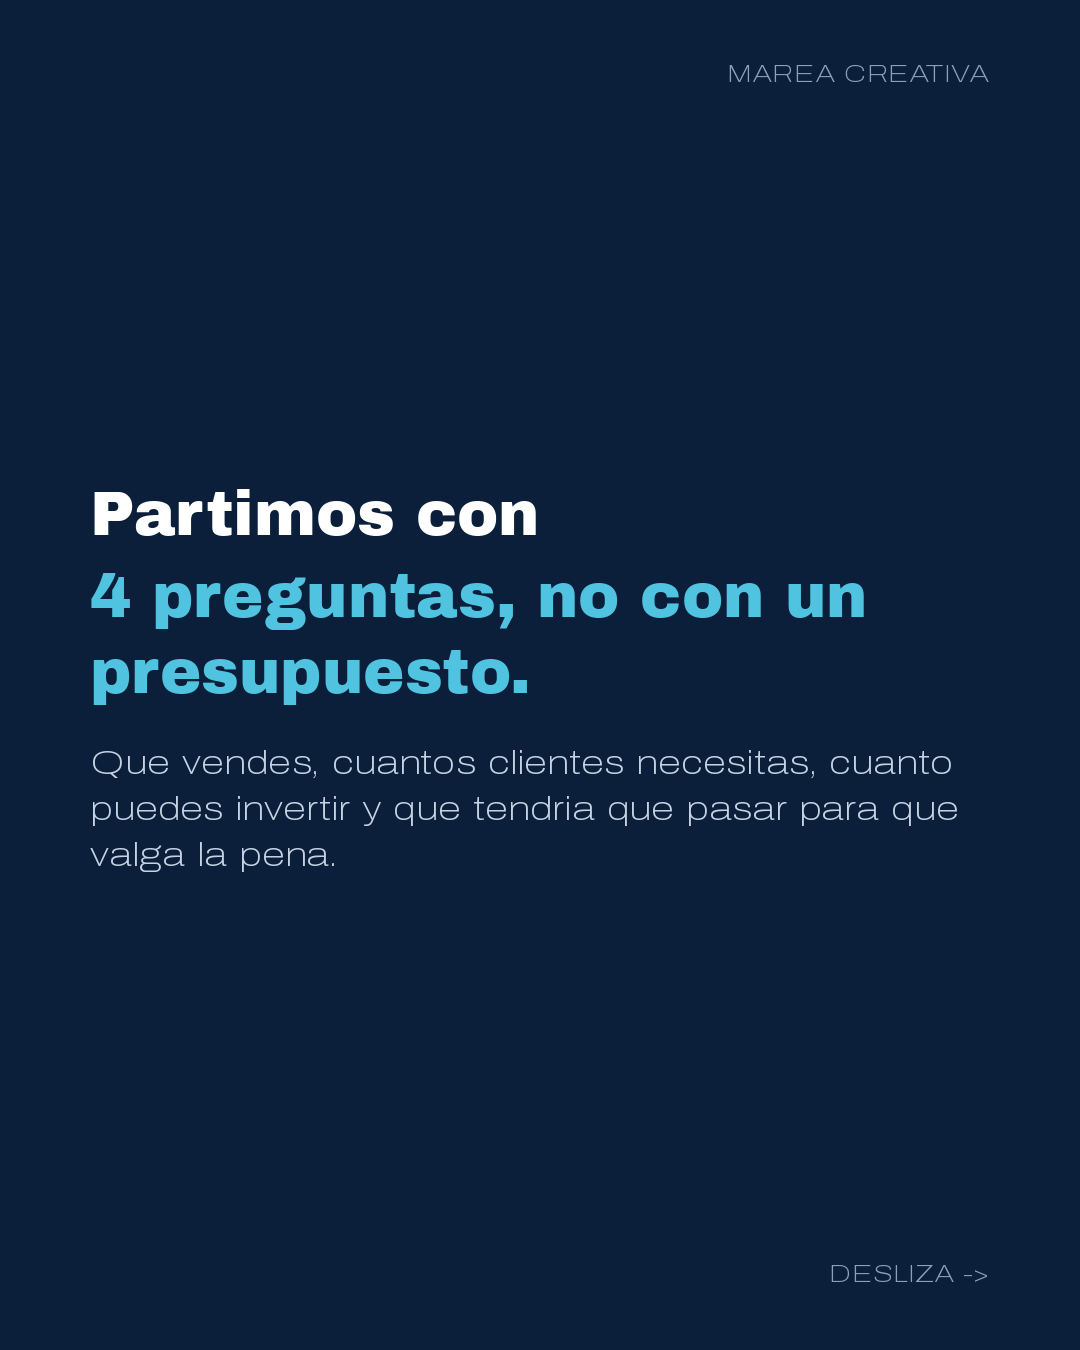 MAREA CREATIVA
Partimos con
4 preguntas, no con un
presupuesto.
Que vendes, cuantos clientes necesitas, cuanto
puedes invertir y que tendria que pasar para que
valga la pena.
DESLIZA ->